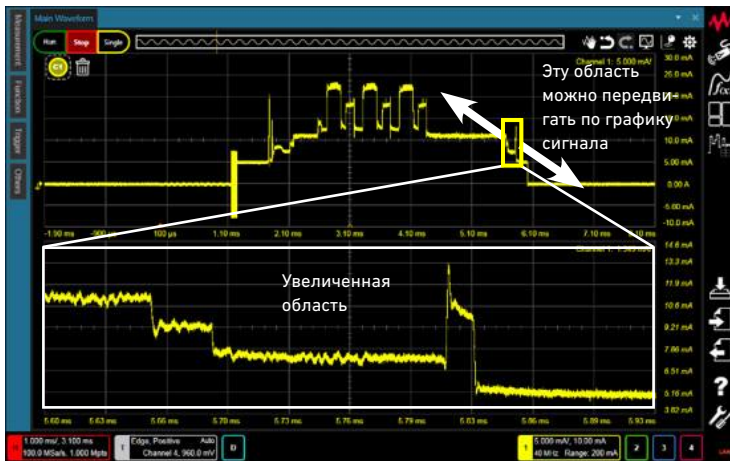 Main Waveform
Run
Stop
Single
Measurement
Function
Trigger
Others
C1
Channel 1: 5.000 mA/
Эту область
можно передви-
гать по графику
сигнала
30.0 mA
25.0 mA
10.0 mA
5.00 mA
0.00 A
-5.00 mA
-10.0 mA
-1.90 ms
-900 µs
100 µs
1.10 ms
2.10 ms
3.10 ms
4.10 ms
5.10 ms
6.10 ms
7.10 ms
8.10 ms
Увеличенная
область
14.6 mA
13.3 mA
11.9 mA
10.6 mA
9.21 mA
7.86 mA
6.51 mA
5.16 mA
3.82 mA
5.60 ms
5.63 ms
5.66 ms
5.70 ms
5.73 ms
5.76 ms
5.79 ms
5.83 ms
5.86 ms
5.89 ms
5.93 ms
H
1.000 ms/, 3.100 ms
100.0 MSa/s, 1.000 Mpts
T
Edge, Positive Auto
Channel 4, 960.0 mV
D
1
5.000 mA/, 10.00 mA
40 MHz Range: 200 mA
2
3
4